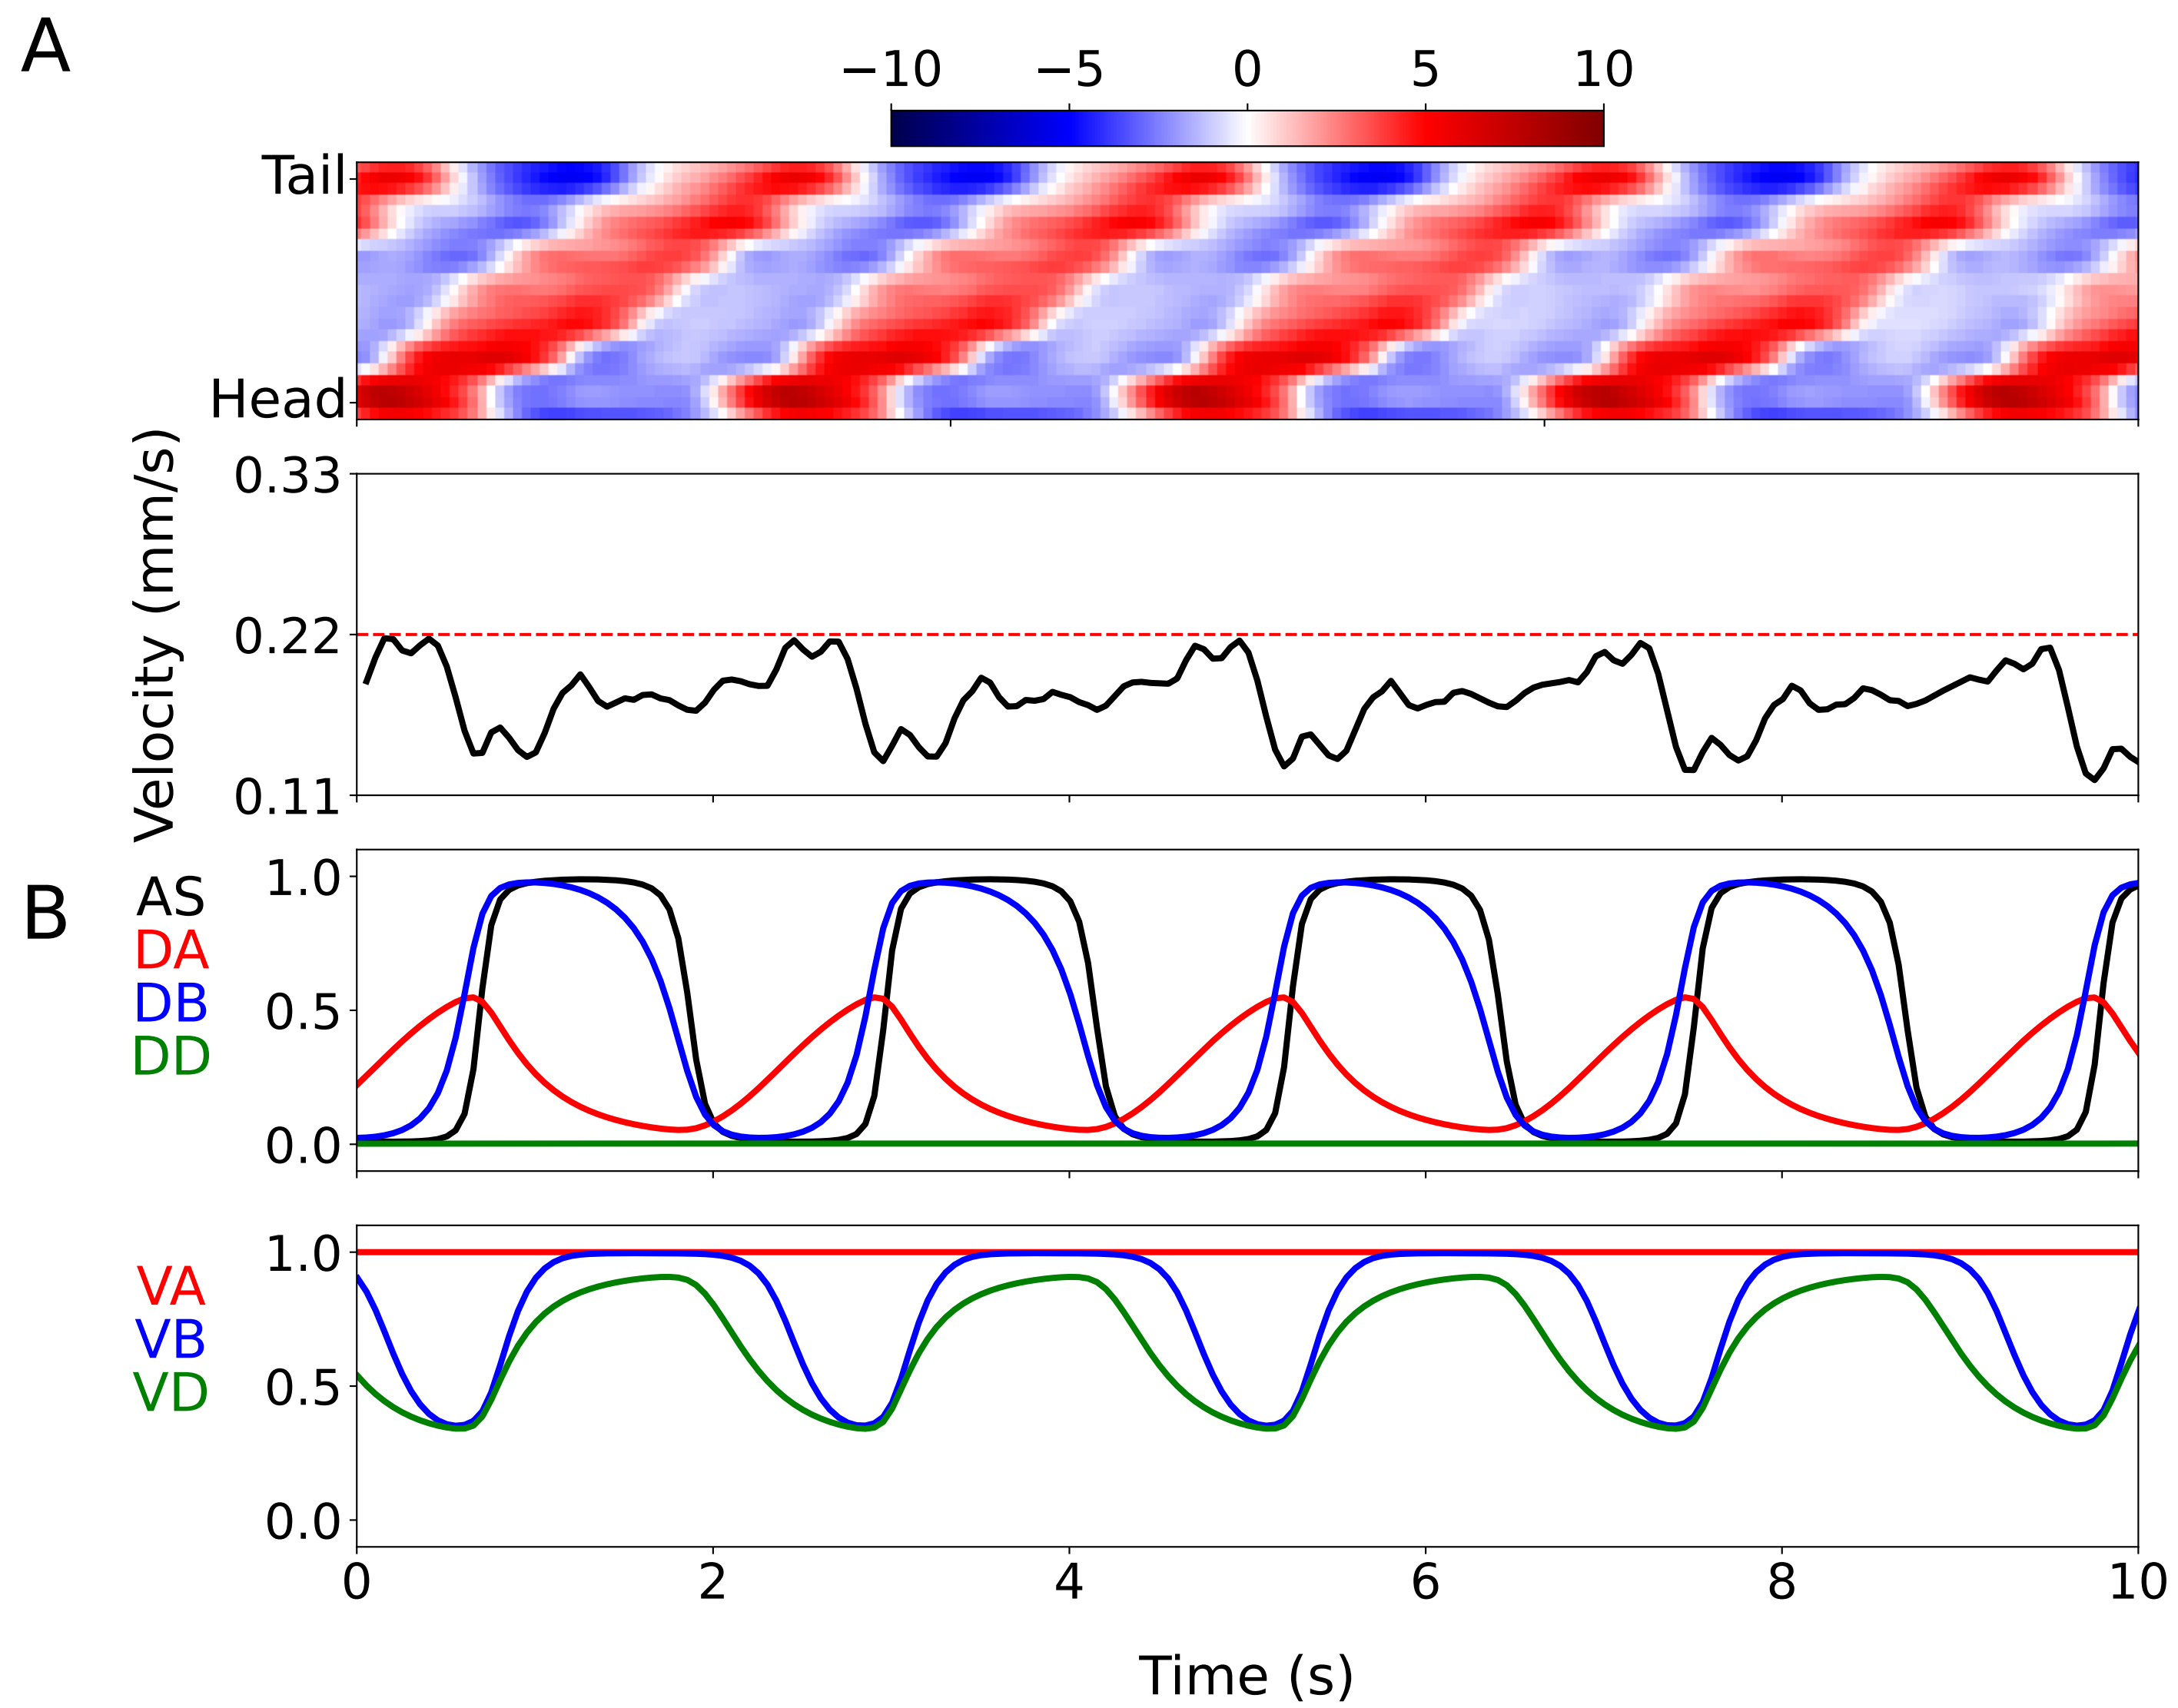 A
−10 −5 0 5 10
Tail
Head
Velocity (mm/s)
0.33
0.22
0.11
B
AS
DA
DB
DD
1.0
0.5
0.0
VA
VB
VD
1.0
0.5
0.0
0 2 4 6 8 10
Time (s)